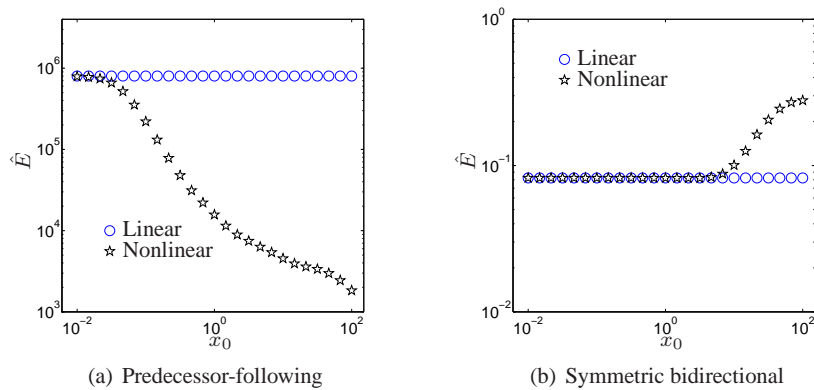 10^6
10^5
10^4
10^3
Ê
Linear
Nonlinear
10^−2
10^0
10^2
x_0
(a) Predecessor-following
10^0
10^−1
10^−2
Ê
Linear
Nonlinear
10^−2
10^0
10^2
x_0
(b) Symmetric bidirectional